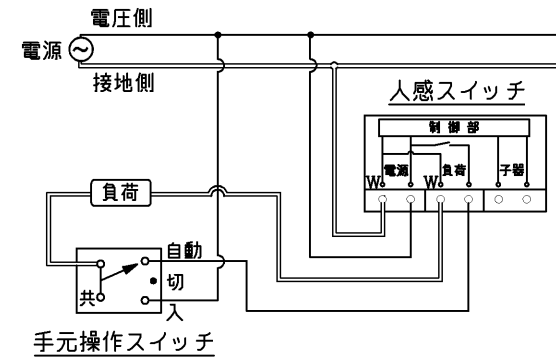 電圧側
電源
接地側
人感スイッチ
制御部
電源
負荷
子器
W
W
負荷
自動
切
共
入
手元操作スイッチ